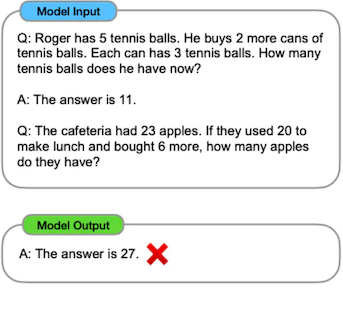 Model Input
Q: Roger has 5 tennis balls. He buys 2 more cans of
tennis balls. Each can has 3 tennis balls. How many
tennis balls does he have now?
A: The answer is 11.
Q: The cafeteria had 23 apples. If they used 20 to
make lunch and bought 6 more, how many apples
do they have?
Model Output
A: The answer is 27.